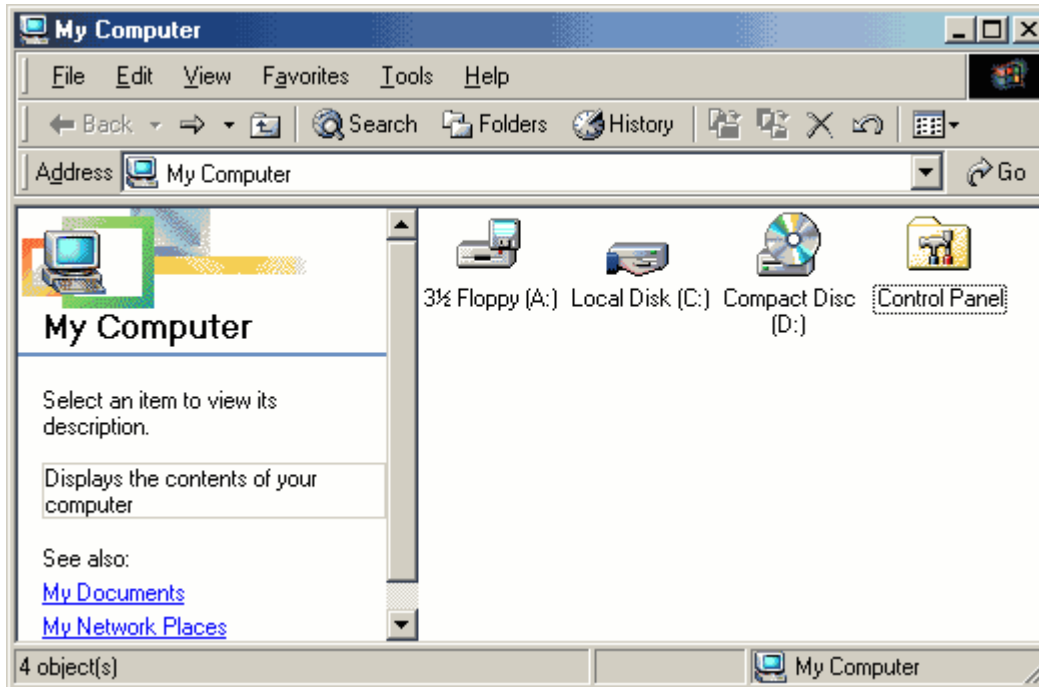 My Computer
File Edit View Favorites Tools Help
Back Search Folders History
Address My Computer Go
My Computer
Select an item to view its
description.
Displays the contents of your
computer
See also:
My Documents
My Network Places
3½ Floppy (A:) Local Disk (C:) Compact Disc Control Panel
(D:)
4 object(s) My Computer